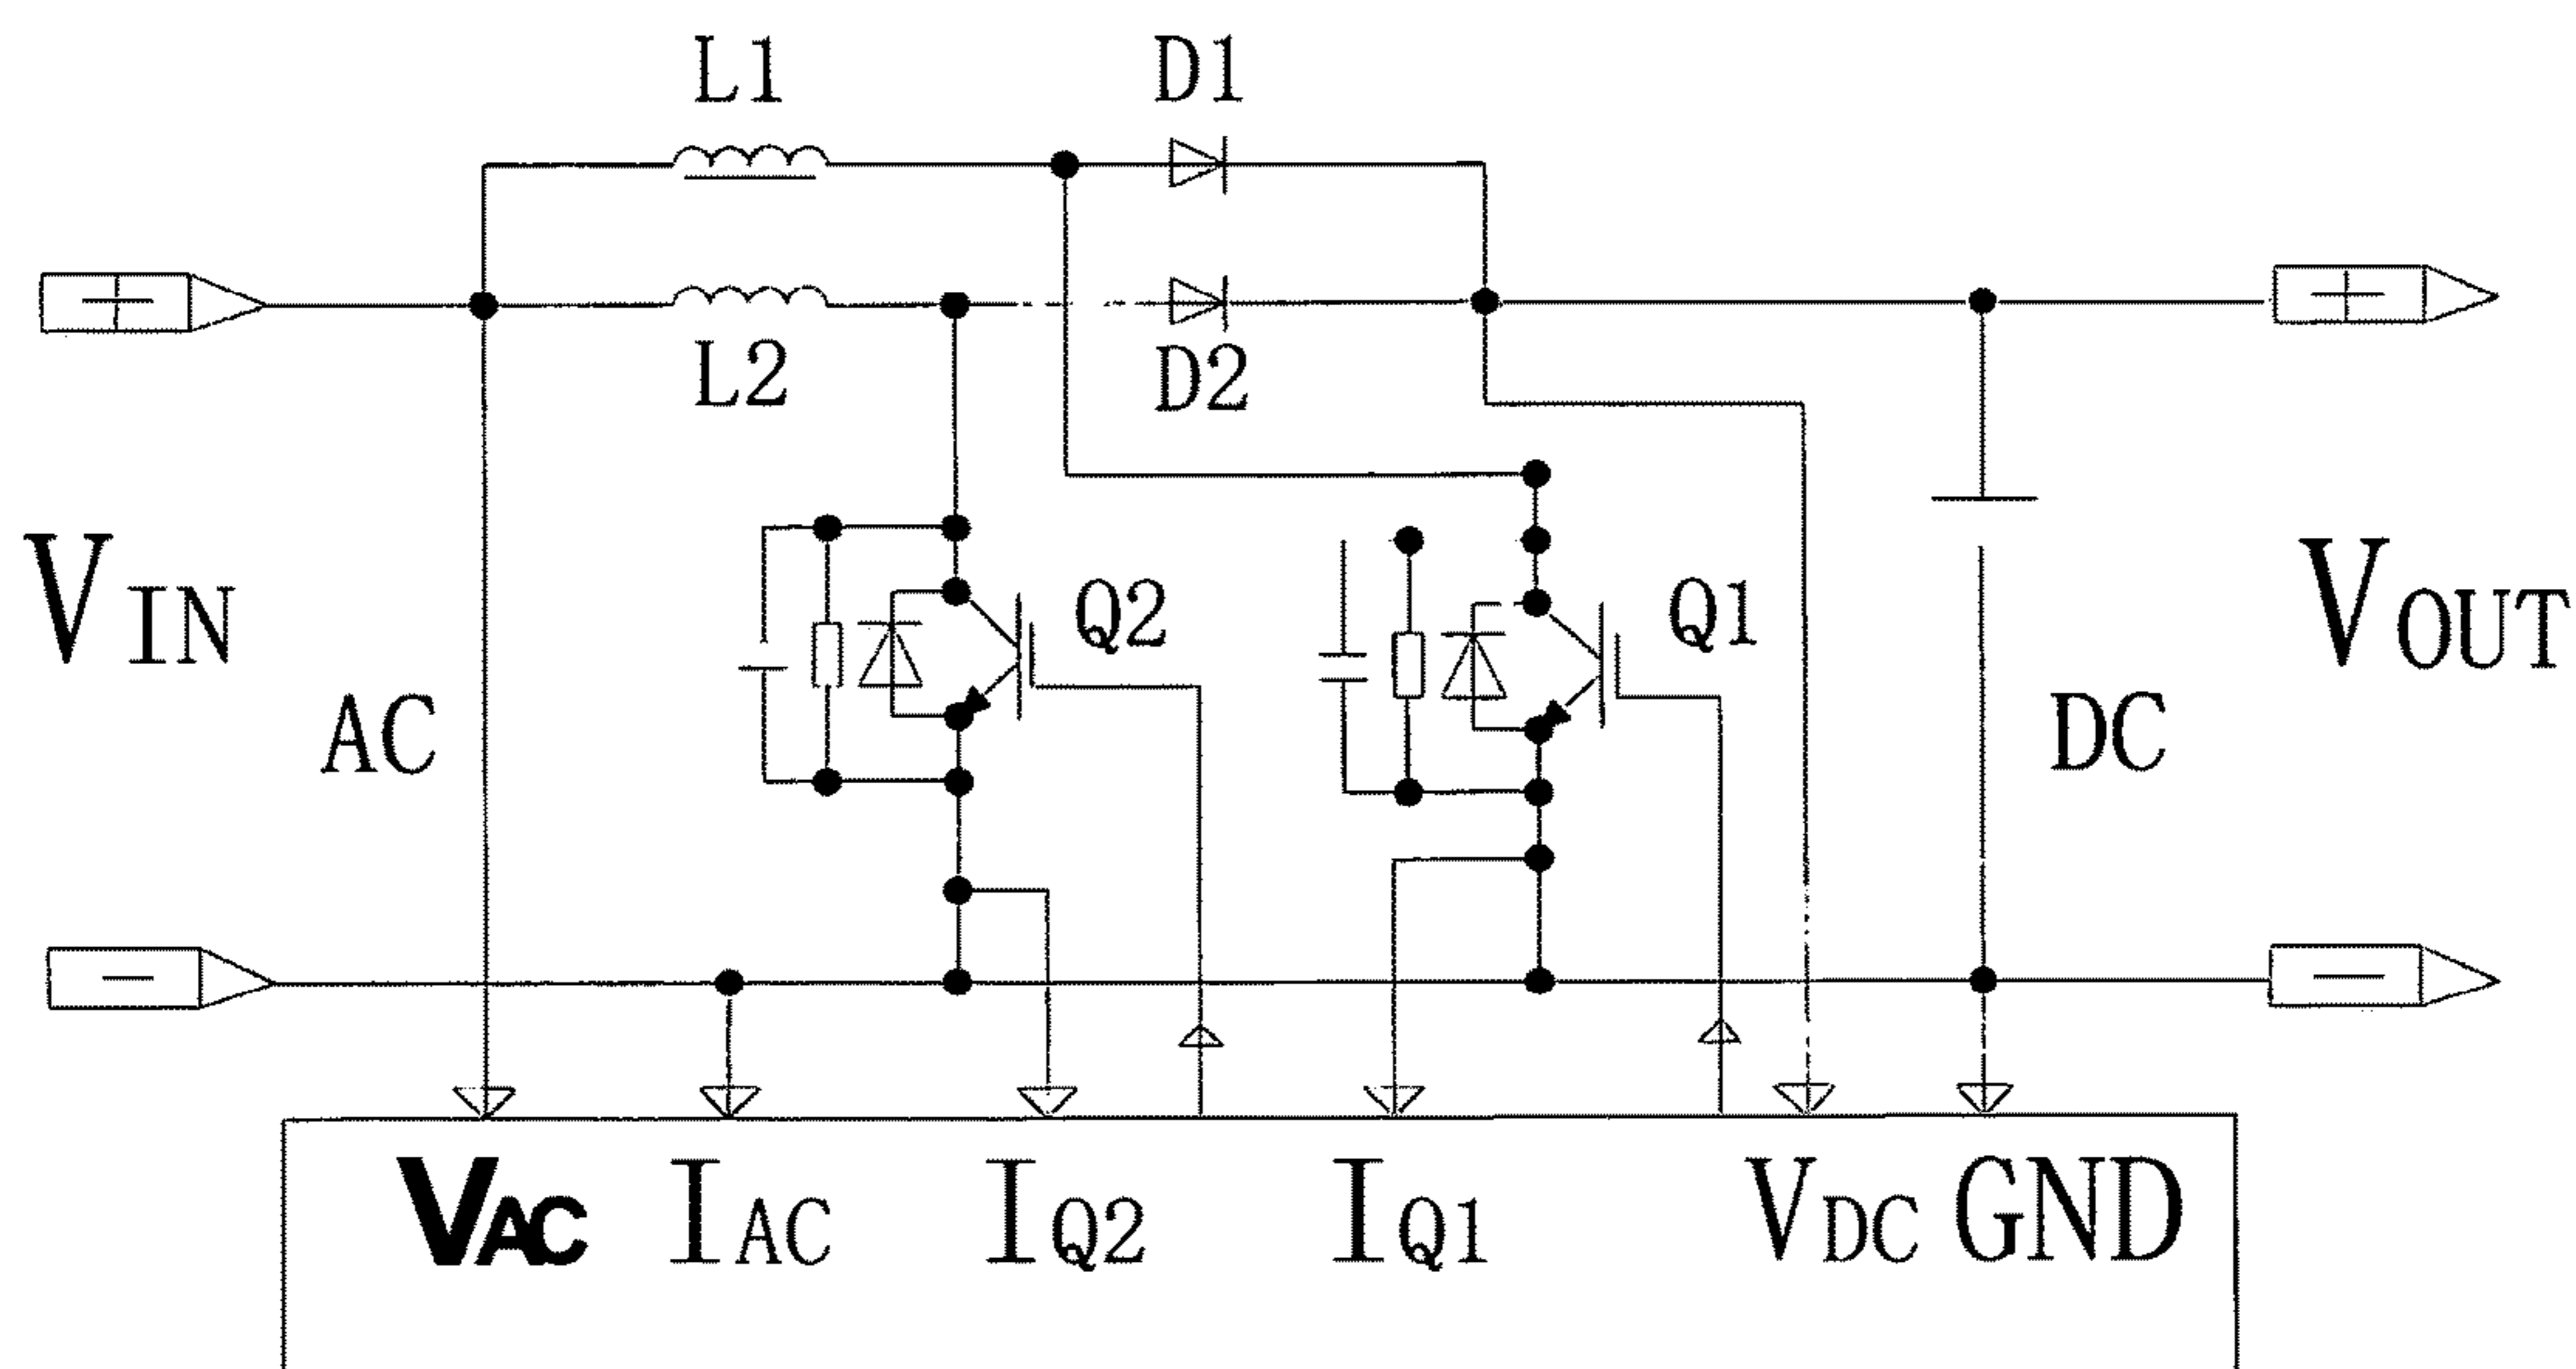 L1 D1
+ +
L2 D2
VIN VOUT
Q2 Q1
AC DC
− −
VAC IAC IQ2 IQ1 VDC GND